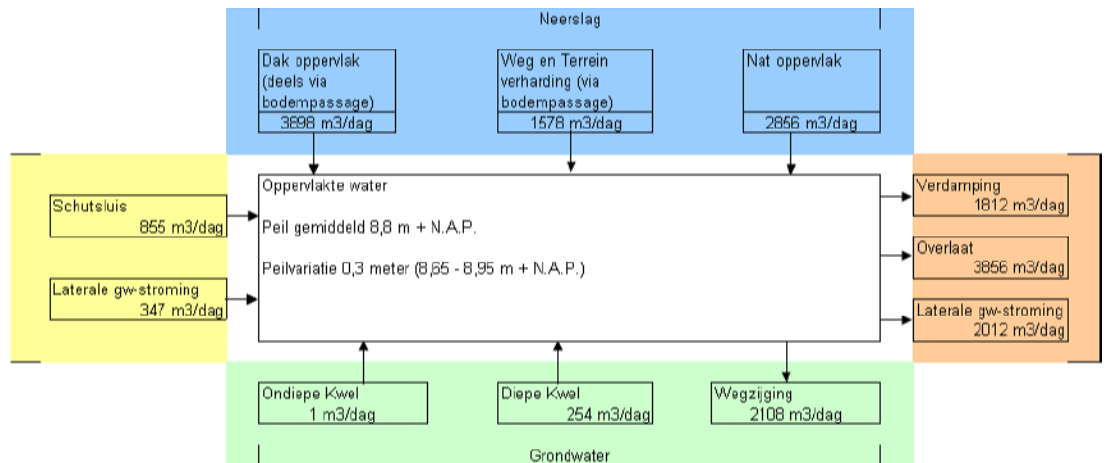 Neerslag
Dak oppervlak
(deels via
bodempassage)
3898 m3/dag
Weg en Terrein
verharding (via
bodempassage)
1578 m3/dag
Nat oppervlak
2856 m3/dag
Schutsluis
855 m3/dag
Laterale gw-stroming
347 m3/dag
Oppervlakte water
Peil gemiddeld 8,8 m + N.A.P.
Peilvariatie 0,3 meter (8,65 - 8,95 m + N.A.P.)
Verdamping
1812 m3/dag
Overlaat
3856 m3/dag
Laterale gw-stroming
2012 m3/dag
Ondiepe Kwel
1 m3/dag
Diepe Kwel
254 m3/dag
Wegzijging
2108 m3/dag
Grondwater